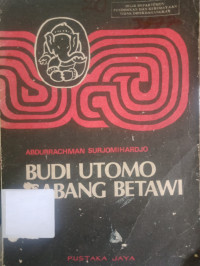 ABDURRACHMAN SURJOMIHARDJO
BUDI UTOMO
CABANG BETAWI
PUSTAKA JAYA